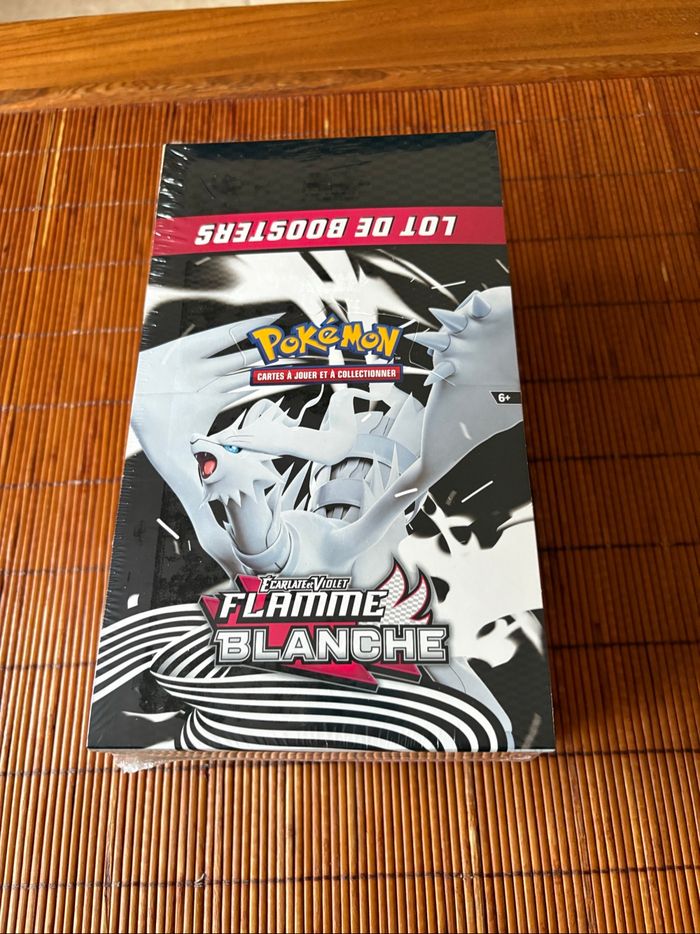 LOT DE BOOSTERS
POKÉMON
CARTES À JOUER ET À COLLECTIONNER
6+
ÉCARLATE ET VIOLET
FLAMME
BLANCHE